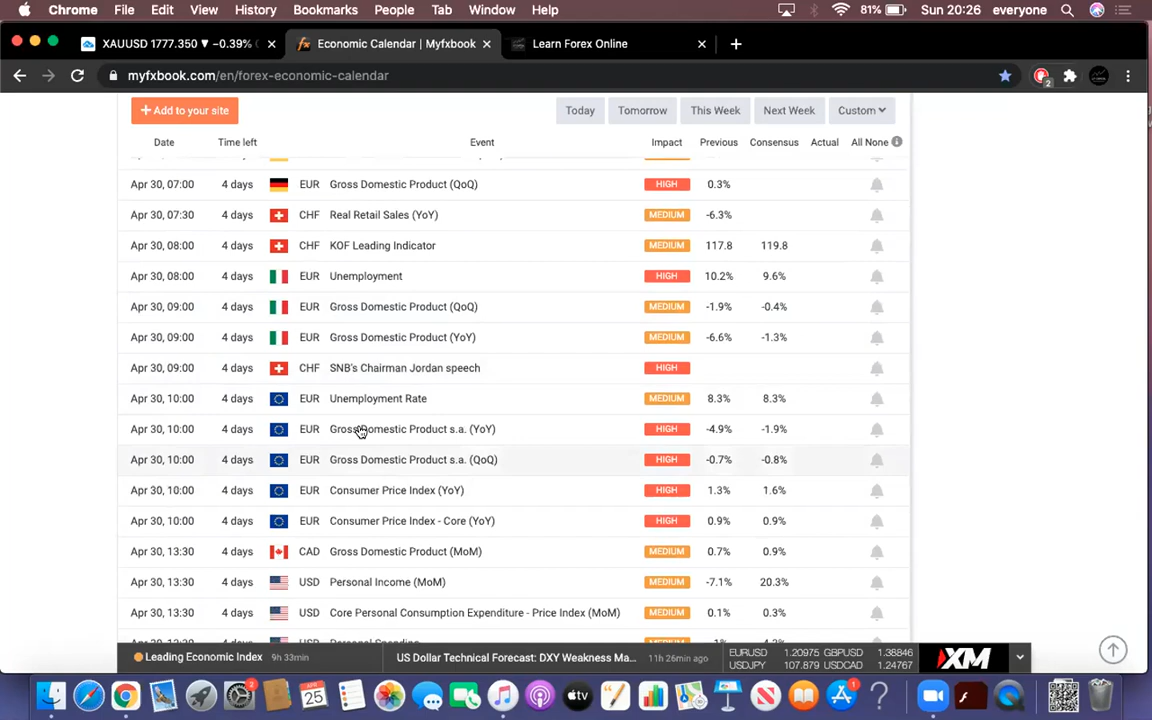 Chrome File Edit View History Bookmarks People Tab Window Help 81% Sun 20:26 everyone
XAUUSD 1777.350 ▼ −0.39% Economic Calendar | Myfxbook Learn Forex Online
myfxbook.com/en/forex-economic-calendar 2
+ Add to your site Today Tomorrow This Week Next Week Custom
Date Time left Event Impact Previous Consensus Actual All None
Apr 30, 07:00 4 days EUR Gross Domestic Product (QoQ) HIGH 0.3%
Apr 30, 07:30 4 days CHF Real Retail Sales (YoY) MEDIUM -6.3%
Apr 30, 08:00 4 days CHF KOF Leading Indicator MEDIUM 117.8 119.8
Apr 30, 08:00 4 days EUR Unemployment HIGH 10.2% 9.6%
Apr 30, 09:00 4 days EUR Gross Domestic Product (QoQ) MEDIUM -1.9% -0.4%
Apr 30, 09:00 4 days EUR Gross Domestic Product (YoY) MEDIUM -6.6% -1.3%
Apr 30, 09:00 4 days CHF SNB's Chairman Jordan speech HIGH
Apr 30, 10:00 4 days EUR Unemployment Rate MEDIUM 8.3% 8.3%
Apr 30, 10:00 4 days EUR Gross Domestic Product s.a. (YoY) HIGH -4.9% -1.9%
Apr 30, 10:00 4 days EUR Gross Domestic Product s.a. (QoQ) HIGH -0.7% -0.8%
Apr 30, 10:00 4 days EUR Consumer Price Index (YoY) HIGH 1.3% 1.6%
Apr 30, 10:00 4 days EUR Consumer Price Index - Core (YoY) HIGH 0.9% 0.9%
Apr 30, 13:30 4 days CAD Gross Domestic Product (MoM) MEDIUM 0.7% 0.9%
Apr 30, 13:30 4 days USD Personal Income (MoM) MEDIUM -7.1% 20.3%
Apr 30, 13:30 4 days USD Core Personal Consumption Expenditure - Price Index (MoM) MEDIUM 0.1% 0.3%
Leading Economic Index 9h 33min US Dollar Technical Forecast: DXY Weakness Ma... 11h 26min ago
EURUSD 1.20975 GBPUSD 1.38846
USDJPY 107.879 USDCAD 1.24767
XM
APR
25
2
1